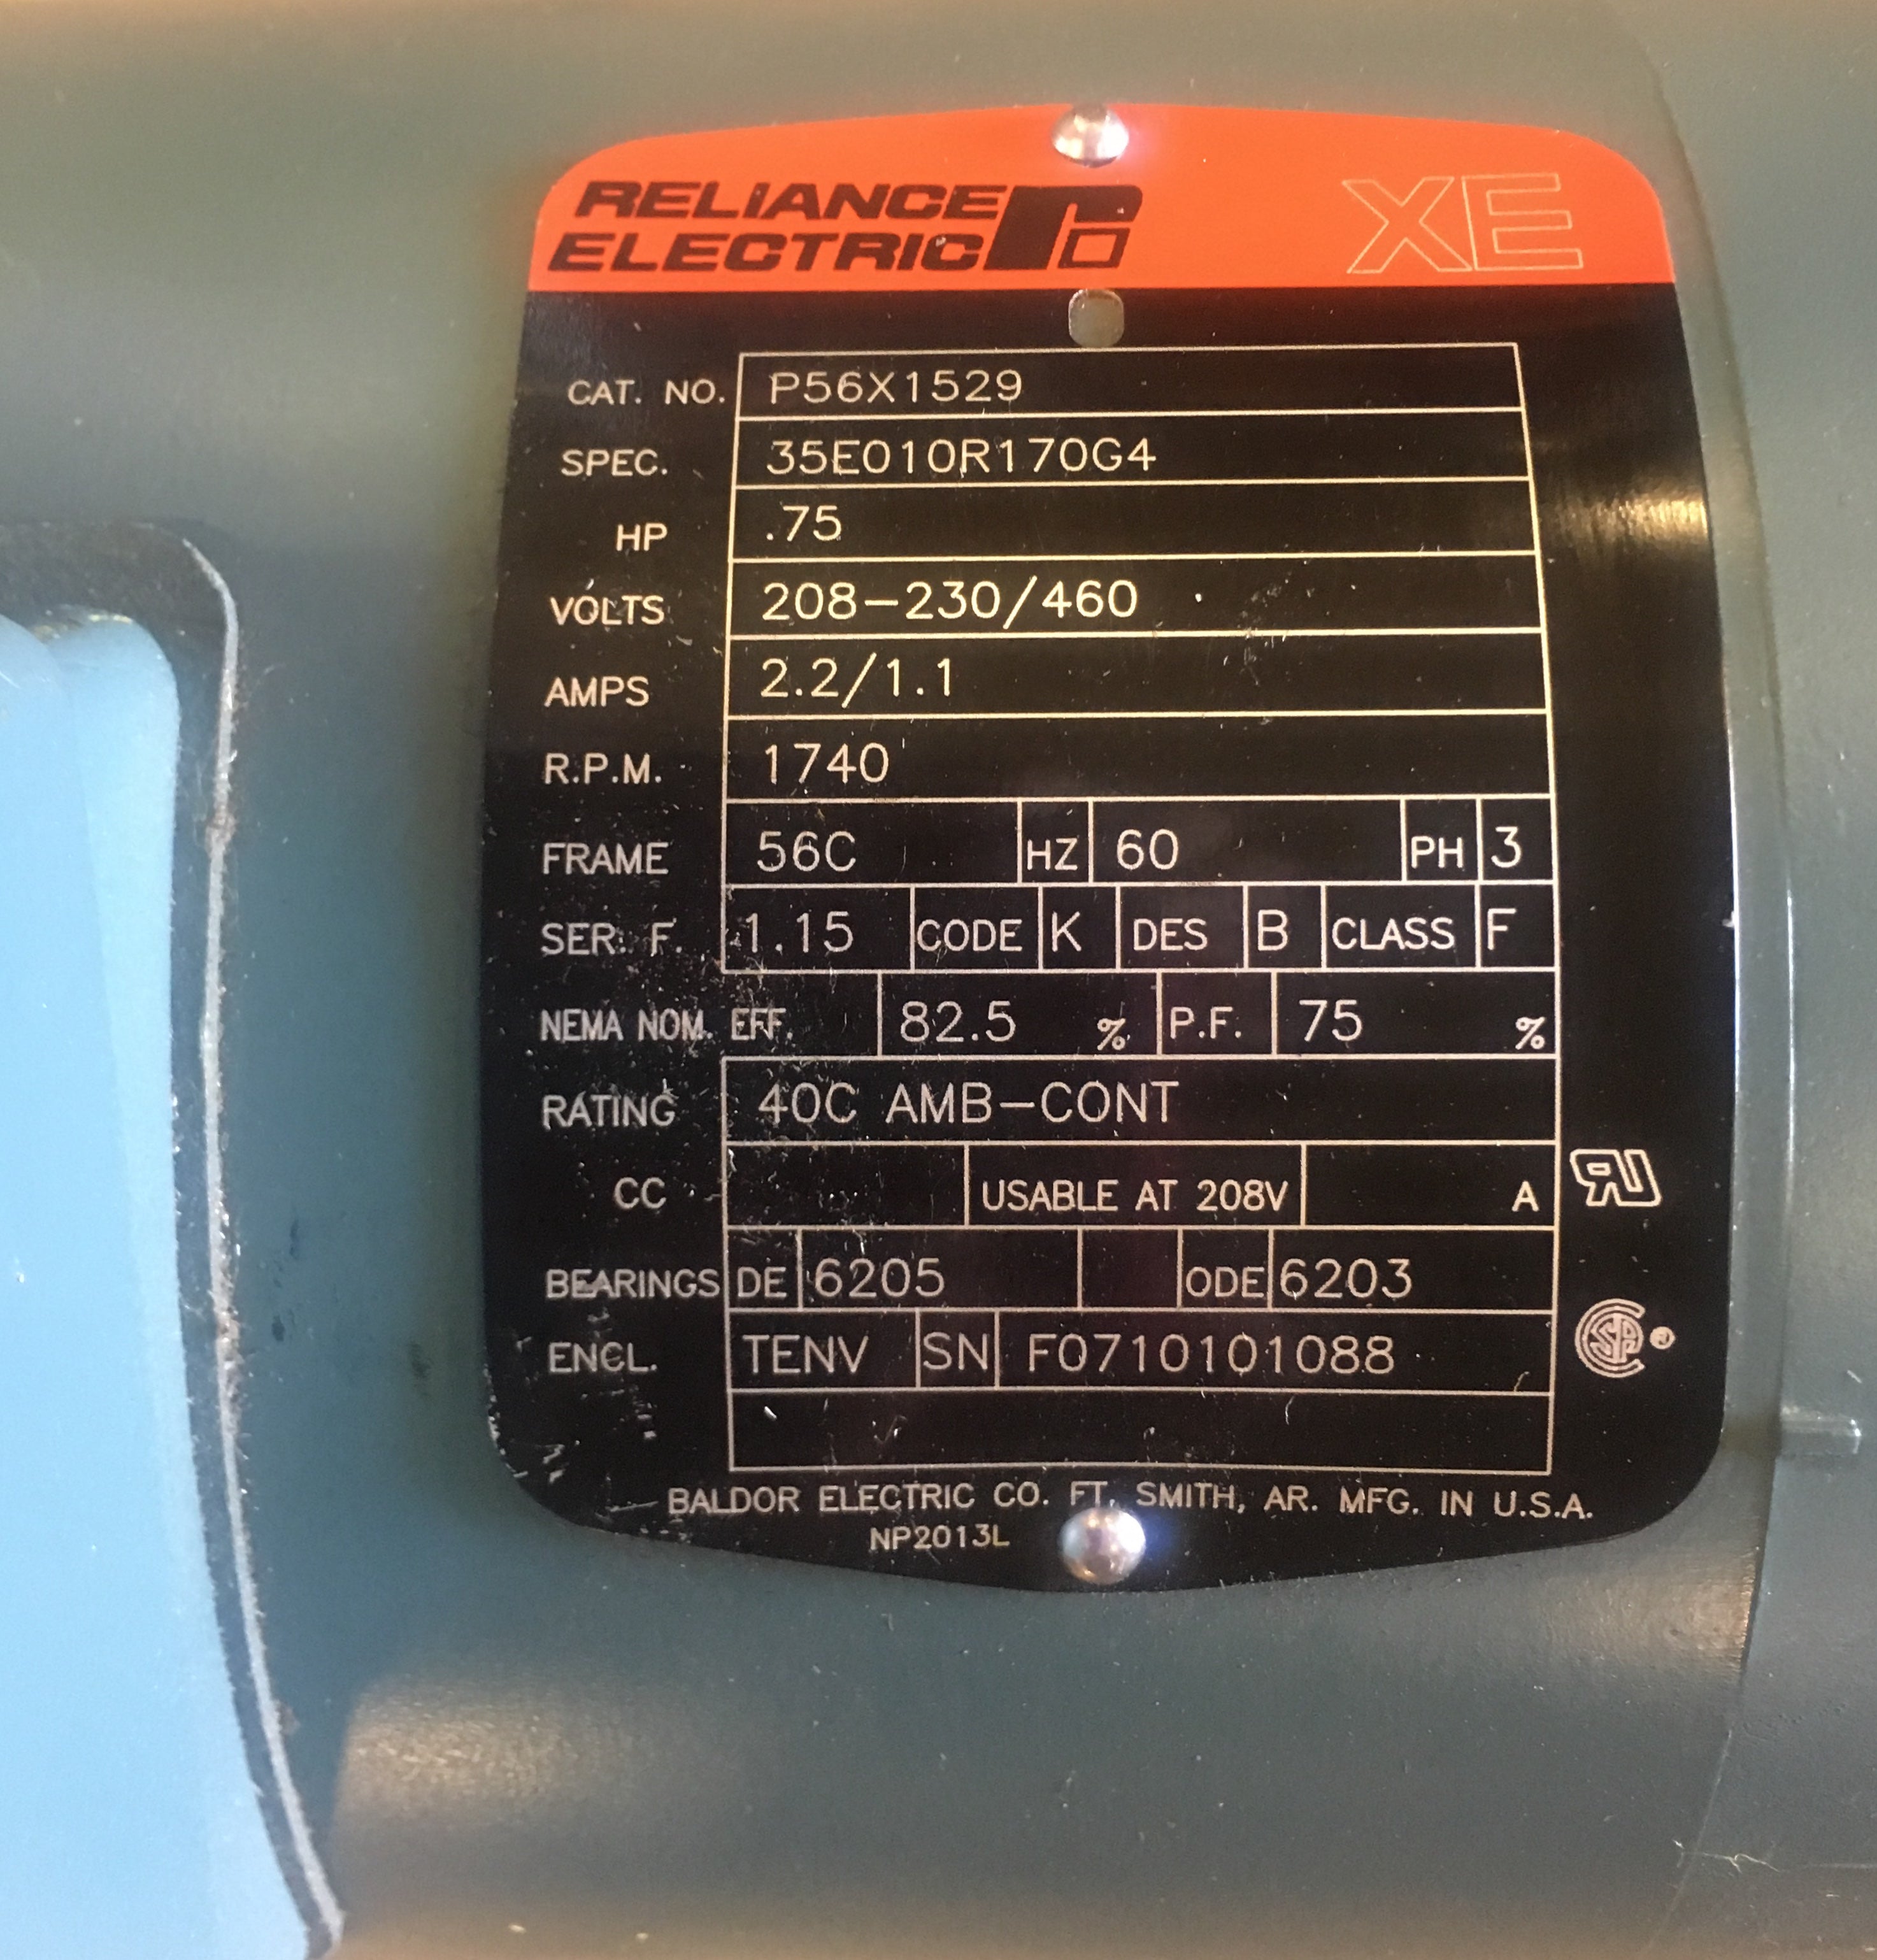 RELIANCE
ELECTRIC
XE
CAT. NO. P56X1529
SPEC. 35E010R170G4
HP .75
VOLTS 208-230/460
AMPS 2.2/1.1
R.P.M. 1740
FRAME 56C HZ 60 PH 3
SER. F. 1.15 CODE K DES B CLASS F
NEMA NOM. EFF. 82.5 % P.F. 75 %
RATING 40C AMB-CONT
CC USABLE AT 208V A
BEARINGS DE 6205 ODE 6203
ENCL. TENV SN F0710101088
BALDOR ELECTRIC CO. FT. SMITH, AR. MFG. IN U.S.A.
NP2013L
RU
SP ®